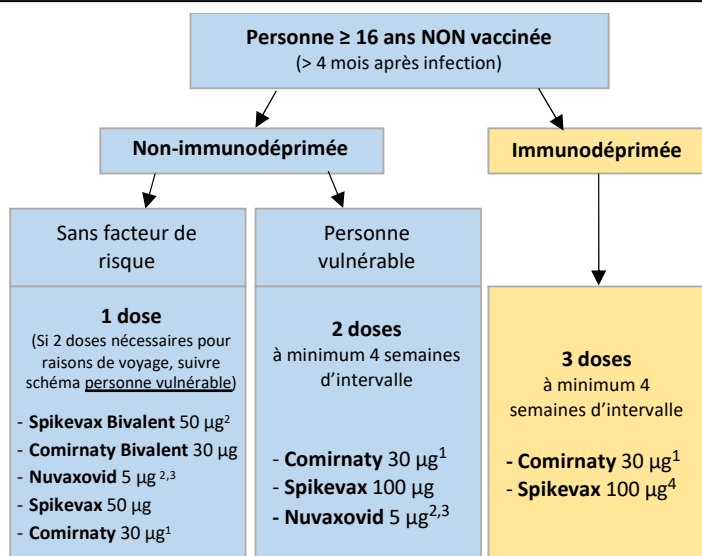 Personne ≥ 16 ans NON vaccinée
(> 4 mois après infection)
Non-immunodéprimée
Immunodéprimée
Sans facteur de
risque
1 dose
(Si 2 doses nécessaires pour
raisons de voyage, suivre
schéma personne vulnérable)
- Spikevax Bivalent 50 µg²
- Comirnaty Bivalent 30 µg
- Nuvaxovid 5 µg ²,³
- Spikevax 50 µg
- Comirnaty 30 µg¹
Personne
vulnérable
2 doses
à minimum 4 semaines
d’intervalle
- Comirnaty 30 µg¹
- Spikevax 100 µg
- Nuvaxovid 5 µg²,³
3 doses
à minimum 4
semaines d’intervalle
- Comirnaty 30 µg¹
- Spikevax 100 µg⁴